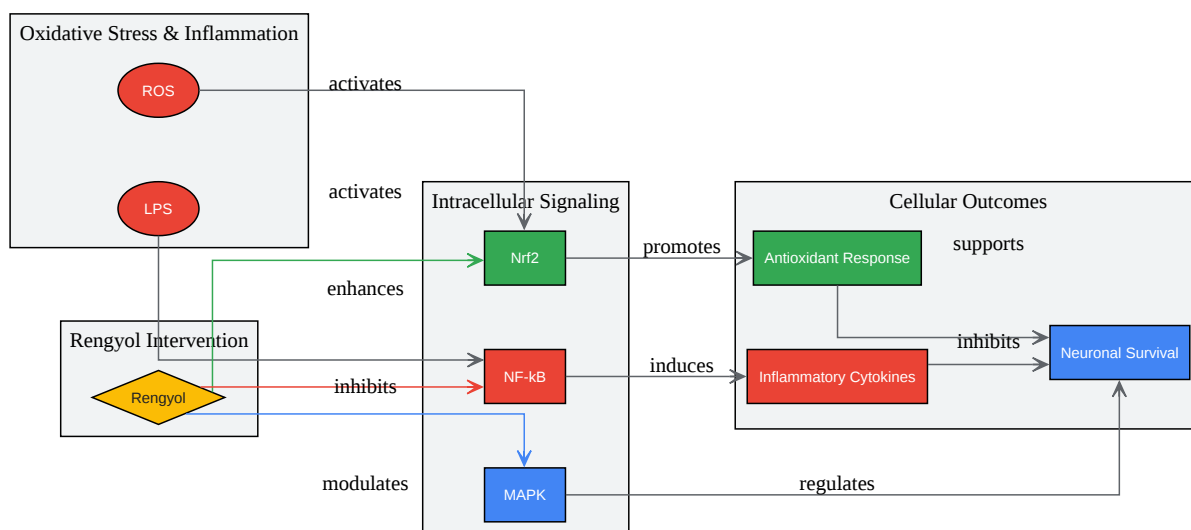 Oxidative Stress & Inflammation
ROS
activates
LPS
activates
Intracellular Signaling
Cellular Outcomes
Nrf2
promotes
Antioxidant Response
supports
enhances
Rengyol Intervention
Rengyol
inhibits
NF-kB
induces
Inflammatory Cytokines
inhibits
Neuronal Survival
modulates
MAPK
regulates